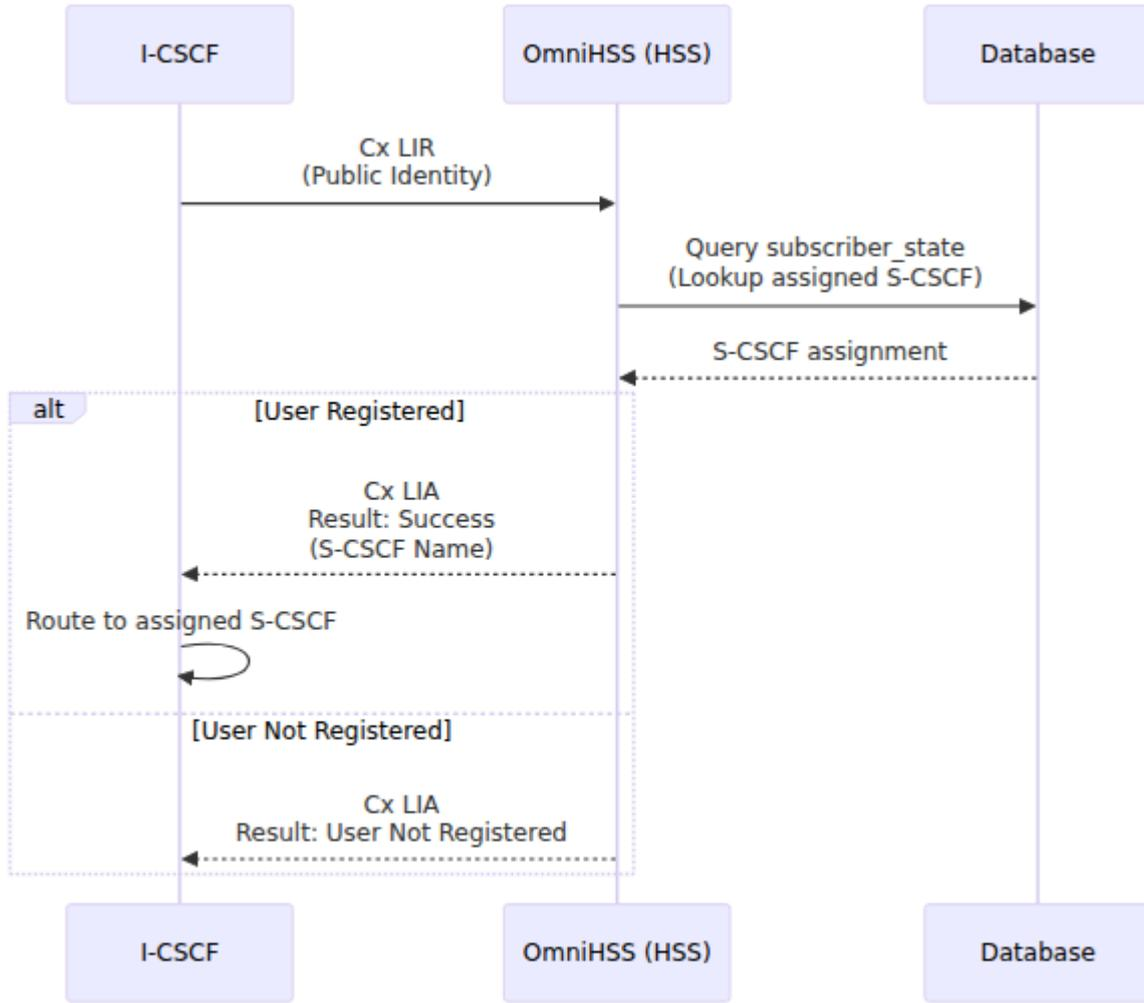 I-CSCF
OmniHSS (HSS)
Database
Cx LIR
(Public Identity)
Query subscriber_state
(Lookup assigned S-CSCF)
S-CSCF assignment
alt
[User Registered]
Cx LIA
Result: Success
(S-CSCF Name)
Route to assigned S-CSCF
[User Not Registered]
Cx LIA
Result: User Not Registered
I-CSCF
OmniHSS (HSS)
Database